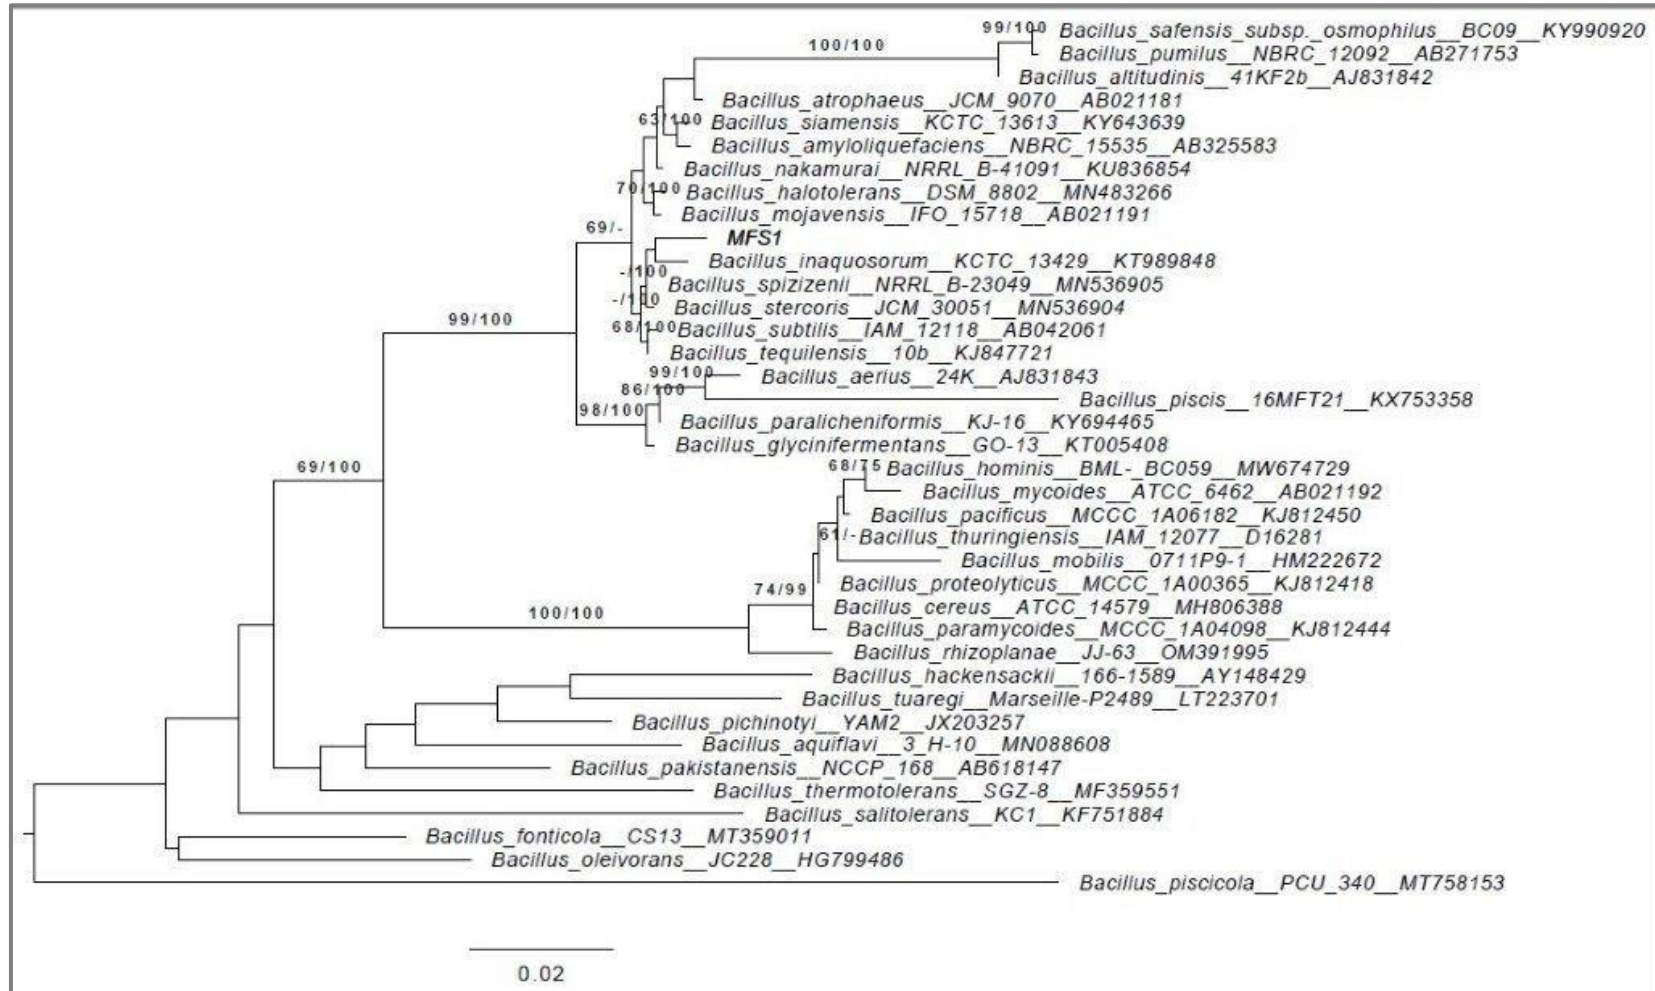 99/100 Bacillus_safensis_subsp._osmophilus__BC09__KY990920
100/100 Bacillus_pumilus__NBRC_12092__AB271753
Bacillus_altitudinis__41KF2b__AJ831842
Bacillus_atrophaeus__JCM_9070__AB021181
63/100 Bacillus_siamensis__KCTC_13613__KY643639
Bacillus_amyloliquefaciens__NBRC_15535__AB325583
Bacillus_nakamurai__NRRL_B-41091__KU836854
70/100 Bacillus_halotolerans__DSM_8802__MN483266
Bacillus_mojavensis__IFO_15718__AB021191
69/- MFS1
Bacillus_inaquosorum__KCTC_13429__KT989848
-/100 Bacillus_spizizenii__NRRL_B-23049__MN536905
-/100 Bacillus_stercoris__JCM_30051__MN536904
99/100 68/100 Bacillus_subtilis__IAM_12118__AB042061
Bacillus_tequilensis__10b__KJ847721
99/100 Bacillus_aerius__24K__AJ831843
86/100 Bacillus_piscis__16MFT21__KX753358
98/100 Bacillus_paralicheniformis__KJ-16__KY694465
Bacillus_glycinifermentans__GO-13__KT005408
69/100 68/75 Bacillus_hominis__BML-_BC059__MW674729
Bacillus_mycoides__ATCC_6462__AB021192
Bacillus_pacificus__MCCC_1A06182__KJ812450
61/- Bacillus_thuringiensis__IAM_12077__D16281
Bacillus_mobilis__0711P9-1__HM222672
74/99 Bacillus_proteolyticus__MCCC_1A00365__KJ812418
100/100 Bacillus_cereus__ATCC_14579__MH806388
Bacillus_paramycoides__MCCC_1A04098__KJ812444
Bacillus_rhizoplanae__JJ-63__OM391995
Bacillus_hackensackii__166-1589__AY148429
Bacillus_tuaregi__Marseille-P2489__LT223701
Bacillus_pichinotyi__YAM2__JX203257
Bacillus_aquiflavi__3_H-10__MN088608
Bacillus_pakistanensis__NCCP_168__AB618147
Bacillus_thermotolerans__SGZ-8__MF359551
Bacillus_salitolerans__KC1__KF751884
Bacillus_fonticola__CS13__MT359011
Bacillus_oleivorans__JC228__HG799486
Bacillus_piscicola__PCU_340__MT758153
0.02